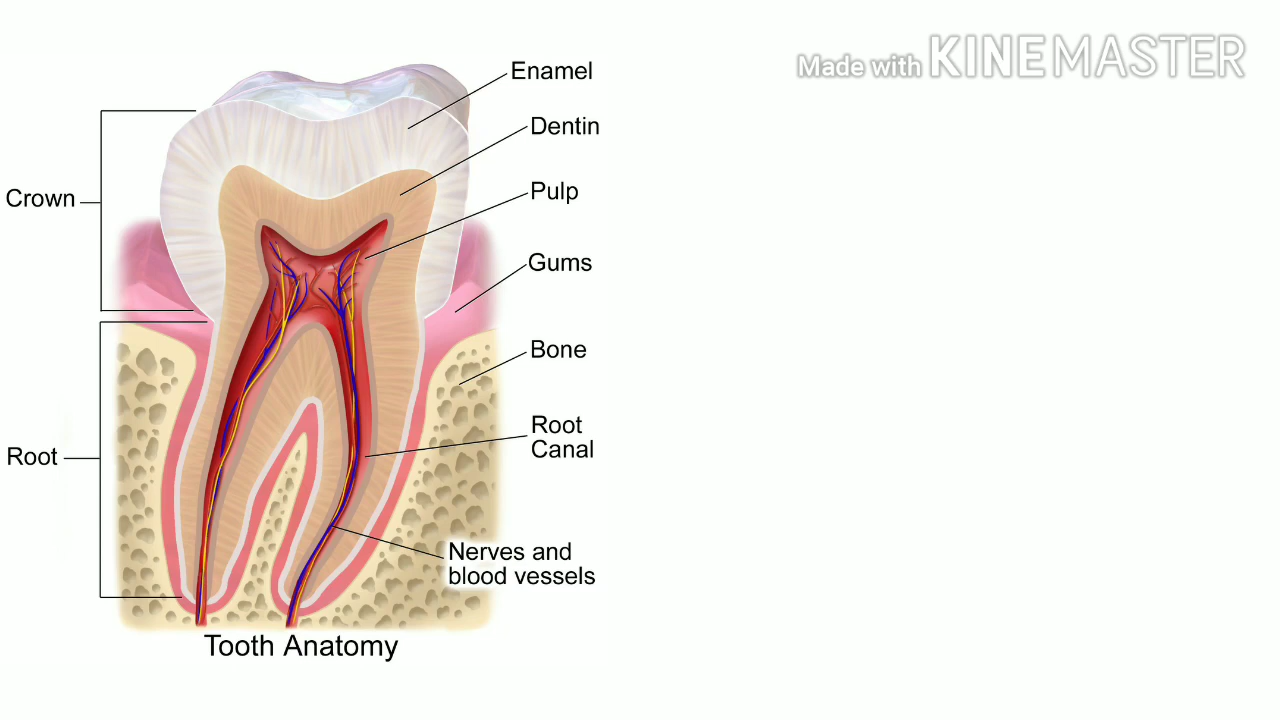 Made with KINEMASTER
Enamel
Dentin
Pulp
Crown
Gums
Bone
Root
Canal
Root
Nerves and
blood vessels
Tooth Anatomy